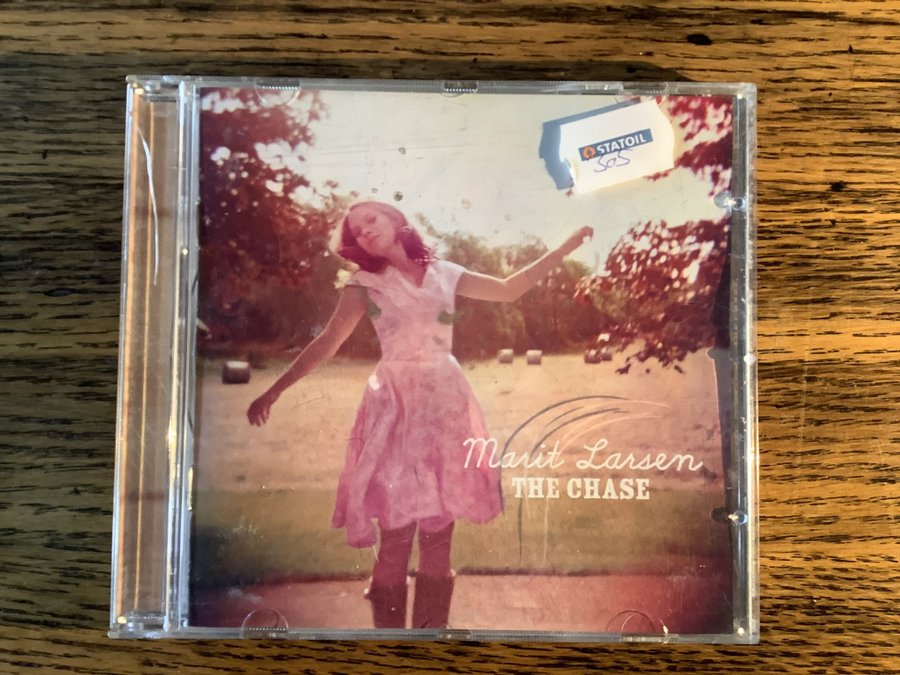 STATOIL
505
Marit Larsen
THE CHASE